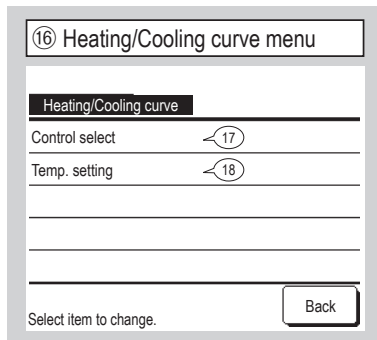 ⑯ Heating/Cooling curve menu
Heating/Cooling curve
Control select ⑰
Temp. setting ⑱
Select item to change.
Back